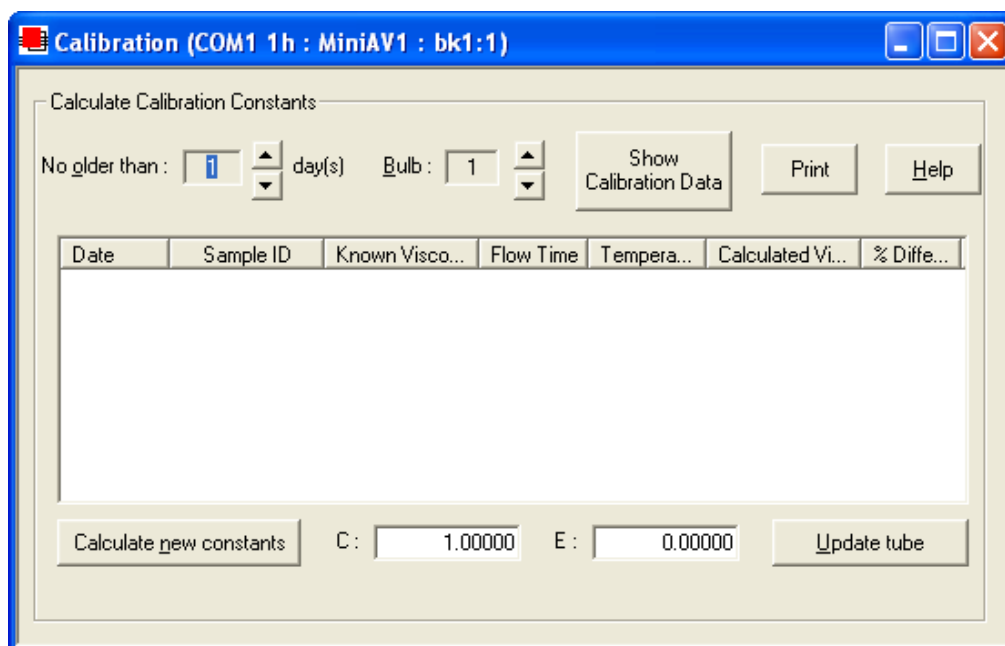 Calibration (COM1 1h : MiniAV1 : bk1:1)
Calculate Calibration Constants
No older than : 1 day(s) Bulb : 1 Show Calibration Data Print Help
Date Sample ID Known Visco... Flow Time Tempera... Calculated Vi... % Diffe...
Calculate new constants C : 1.00000 E : 0.00000 Update tube